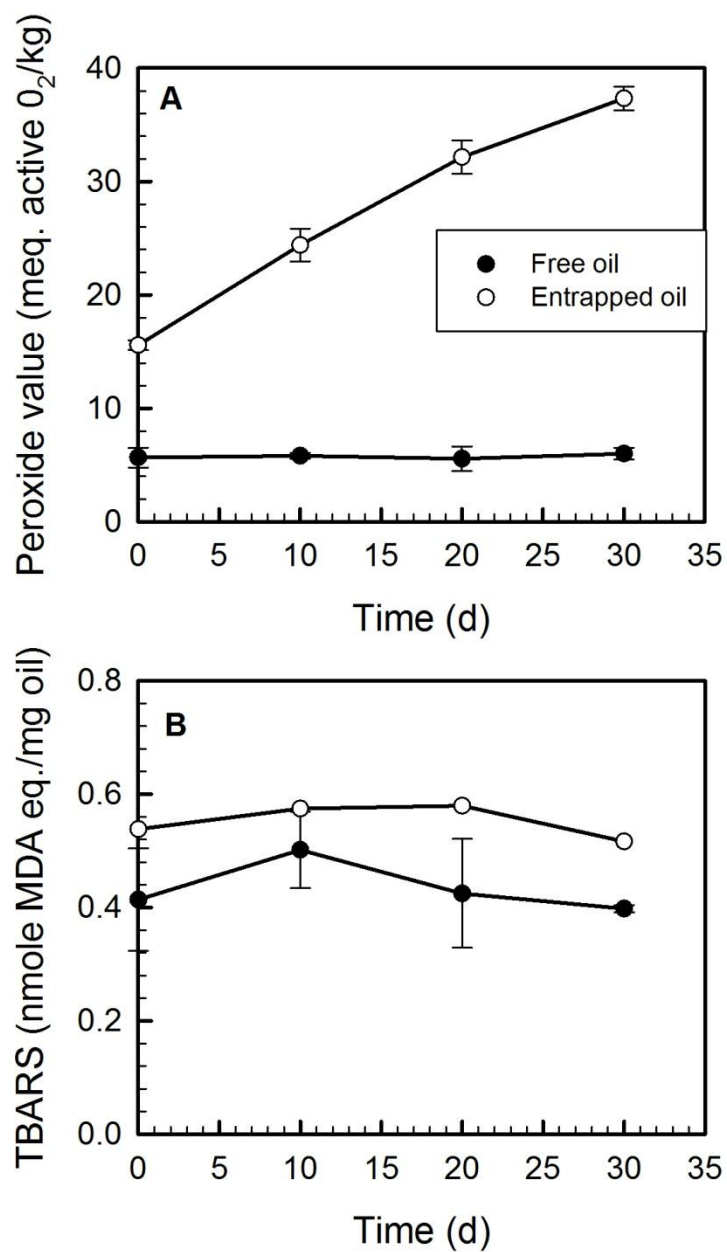 A
Peroxide value (meq. active 0₂/kg)
40
30
20
10
0
Free oil
Entrapped oil
0 5 10 15 20 25 30 35
Time (d)
B
TBARS (nmole MDA eq./mg oil)
0.8
0.6
0.4
0.2
0.0
0 5 10 15 20 25 30 35
Time (d)